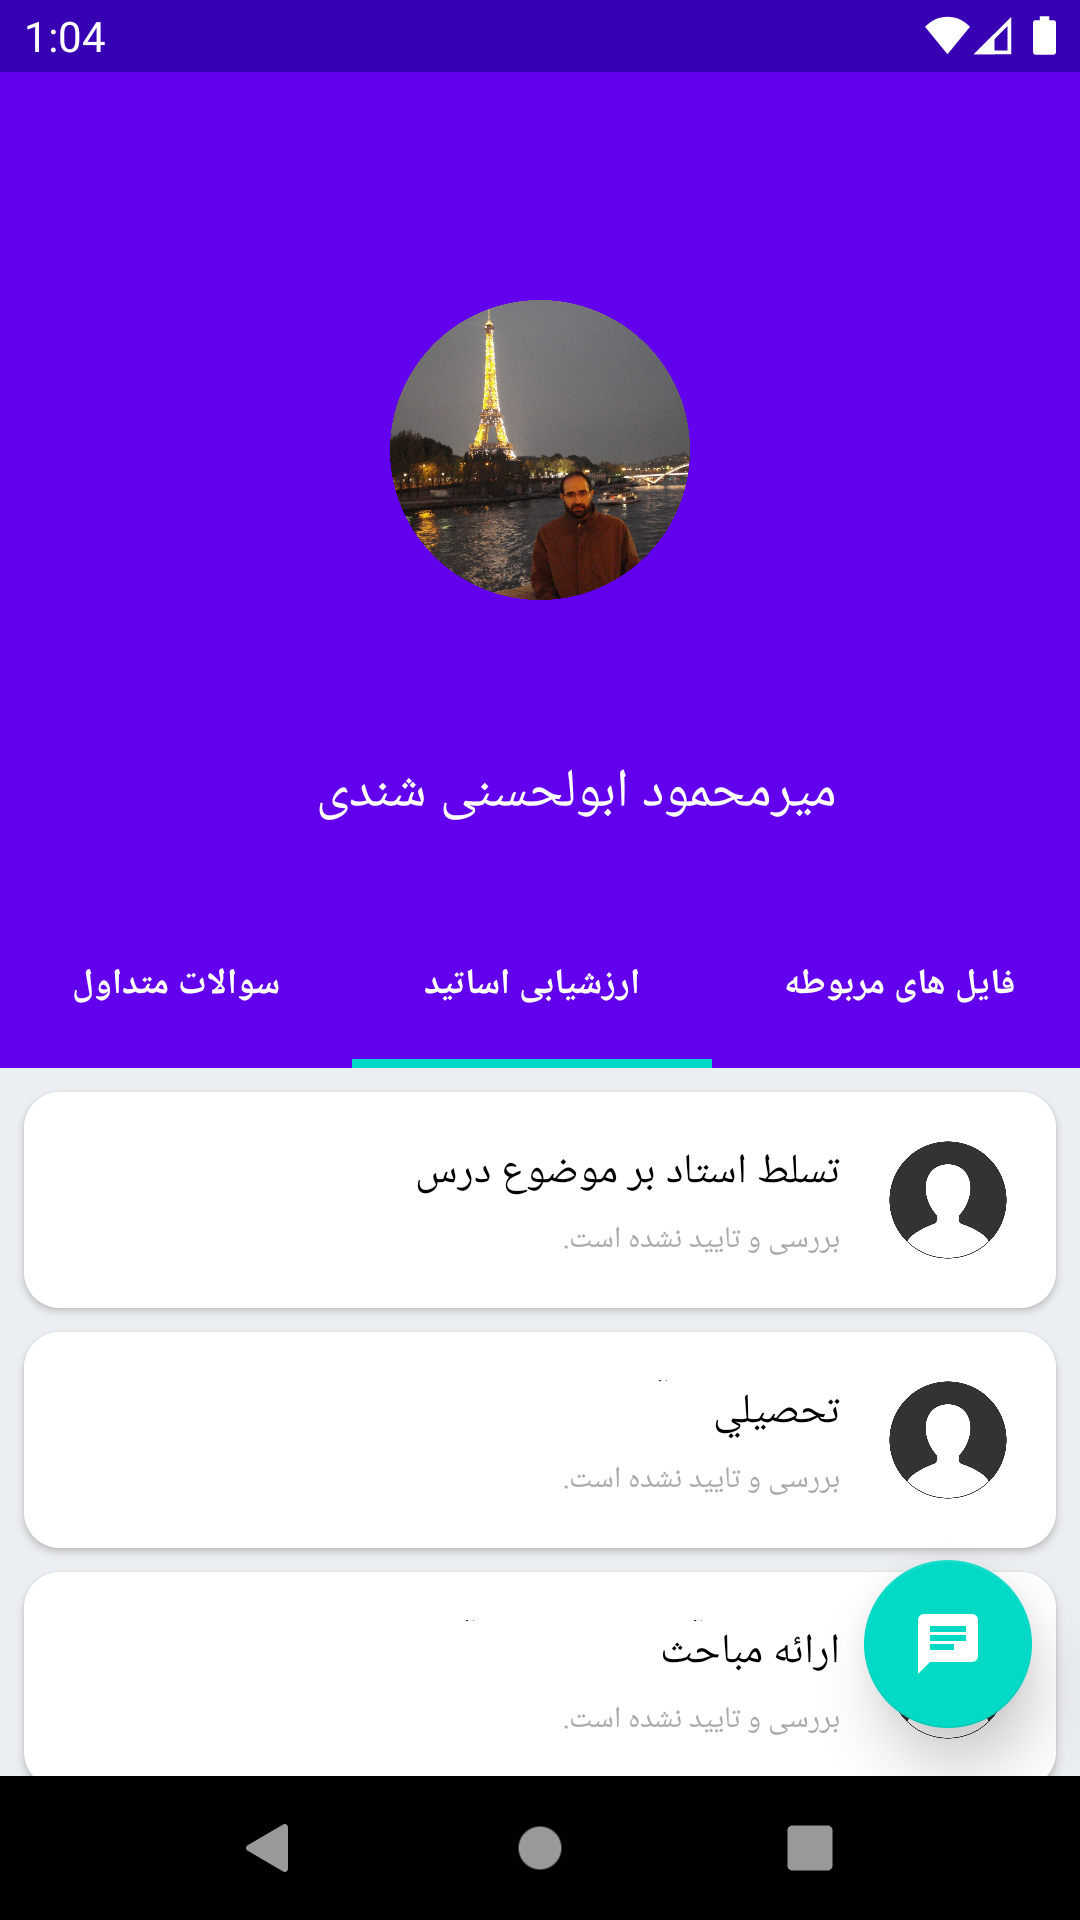 1:04
میرمحمود ابولحسنی شندی
فایل های مربوطه
ارزشیابی اساتید
سوالات متداول
تسلط استاد بر موضوع درس
بررسی و تایید نشده است.
تحصيلي
بررسی و تایید نشده است.
ارائه مباحث
بررسی و تایید نشده است.